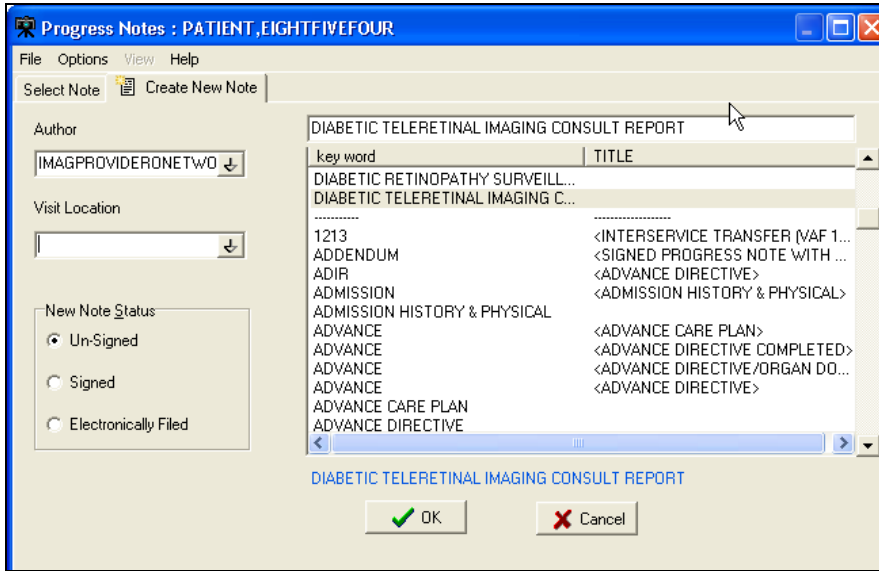 Progress Notes : PATIENT,EIGHTFIVEFOUR
File Options View Help
Select Note Create New Note
Author
IMAGPROVIDERONETWO
Visit Location
New Note Status
Un-Signed
Signed
Electronically Filed
DIABETIC TELERETINAL IMAGING CONSULT REPORT
key word TITLE
DIABETIC RETINOPATHY SURVEILL...
DIABETIC TELERETINAL IMAGING C...
----------- -------------------
1213 <INTERSERVICE TRANSFER (VAF 1...
ADDENDUM <SIGNED PROGRESS NOTE WITH ...
ADIR <ADVANCE DIRECTIVE>
ADMISSION <ADMISSION HISTORY & PHYSICAL>
ADMISSION HISTORY & PHYSICAL
ADVANCE <ADVANCE CARE PLAN>
ADVANCE <ADVANCE DIRECTIVE COMPLETED>
ADVANCE <ADVANCE DIRECTIVE/ORGAN DO...
ADVANCE <ADVANCE DIRECTIVE>
ADVANCE CARE PLAN
ADVANCE DIRECTIVE
DIABETIC TELERETINAL IMAGING CONSULT REPORT
OK Cancel